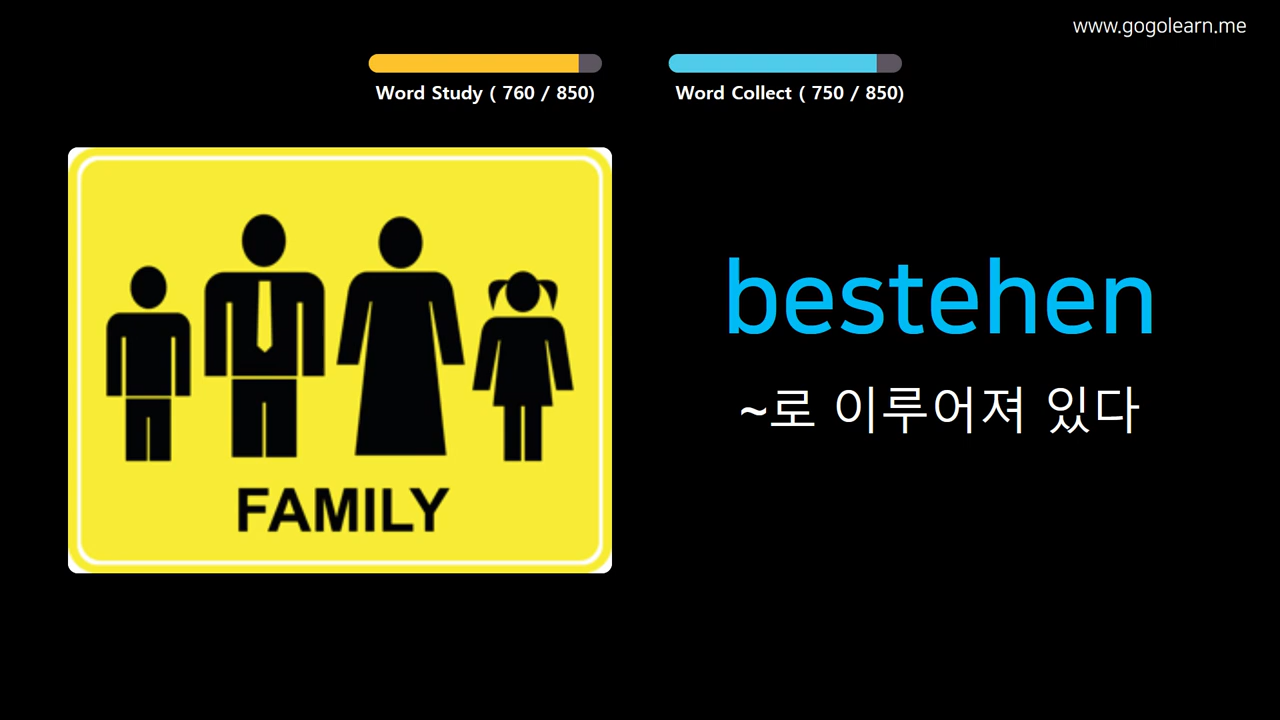 www.gogolearn.me
Word Study ( 760 / 850)
Word Collect ( 750 / 850)
FAMILY
bestehen
~로 이루어져 있다